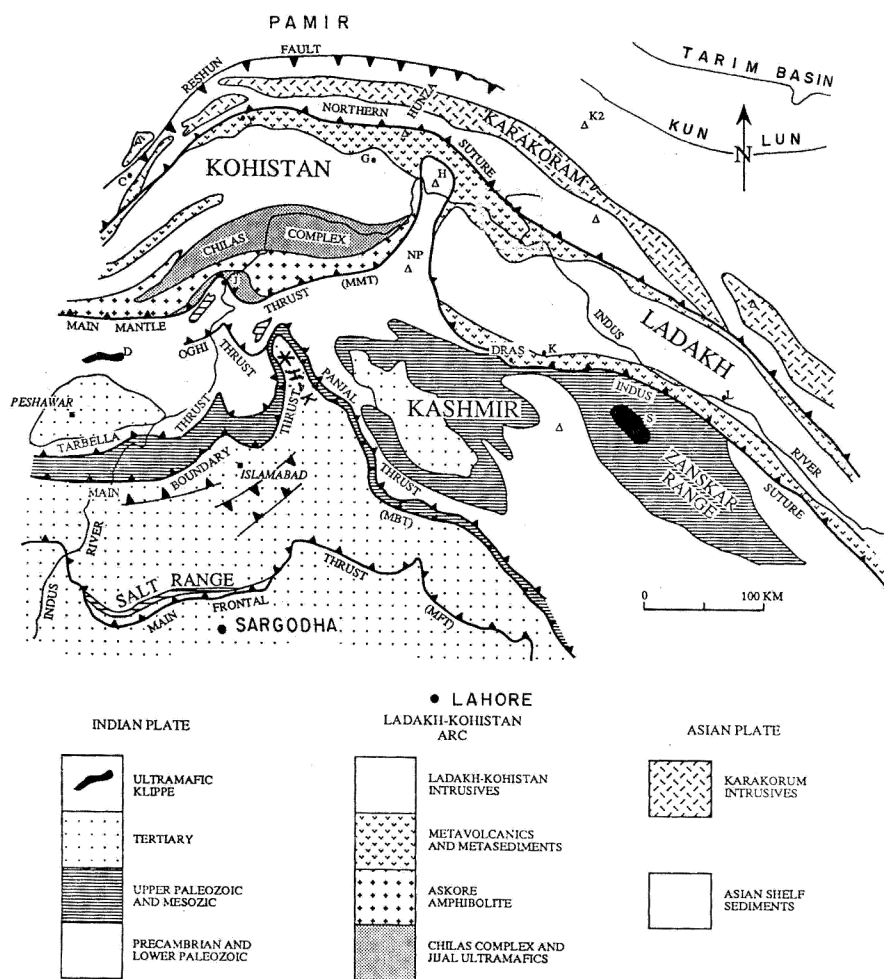 PAMIR
FAULT
RESHUN
TARIM BASIN
HUNZA
NORTHERN
K2
KARAKORAM
KUN LUN
N
SUTURE
C
G
KOHISTAN
H
CHILAS
COMPLEX
NP
J
(MMT)
THRUST
MAIN MANTLE
INDUS
LADAKH
OGHI
THRUST
D
DRAS
K
H-K
PANJAL
PESHAWAR
THRUST
THRUST
KASHMIR
INDUS
L
S
TARBELLA
ZANSKAR
RANGE
RIVER
BOUNDARY
ISLAMABAD
THRUST
MAIN
(MBT)
SUTURE
RIVER
THRUST
SALT RANGE
INDUS
FRONTAL
MAIN
(MFT)
0 100 KM
SARGODHA
LAHORE
INDIAN PLATE
ULTRAMAFIC
KLIPPE
TERTIARY
UPPER PALEOZOIC
AND MESOZIC
PRECAMBRIAN AND
LOWER PALEOZOIC
LADAKH-KOHISTAN
ARC
LADAKH-KOHISTAN
INTRUSIVES
METAVOLCANICS
AND METASEDIMENTS
ASKORE
AMPHIBOLITE
CHILAS COMPLEX AND
JIJAL ULTRAMAFICS
ASIAN PLATE
KARAKORUM
INTRUSIVES
ASIAN SHELF
SEDIMENTS